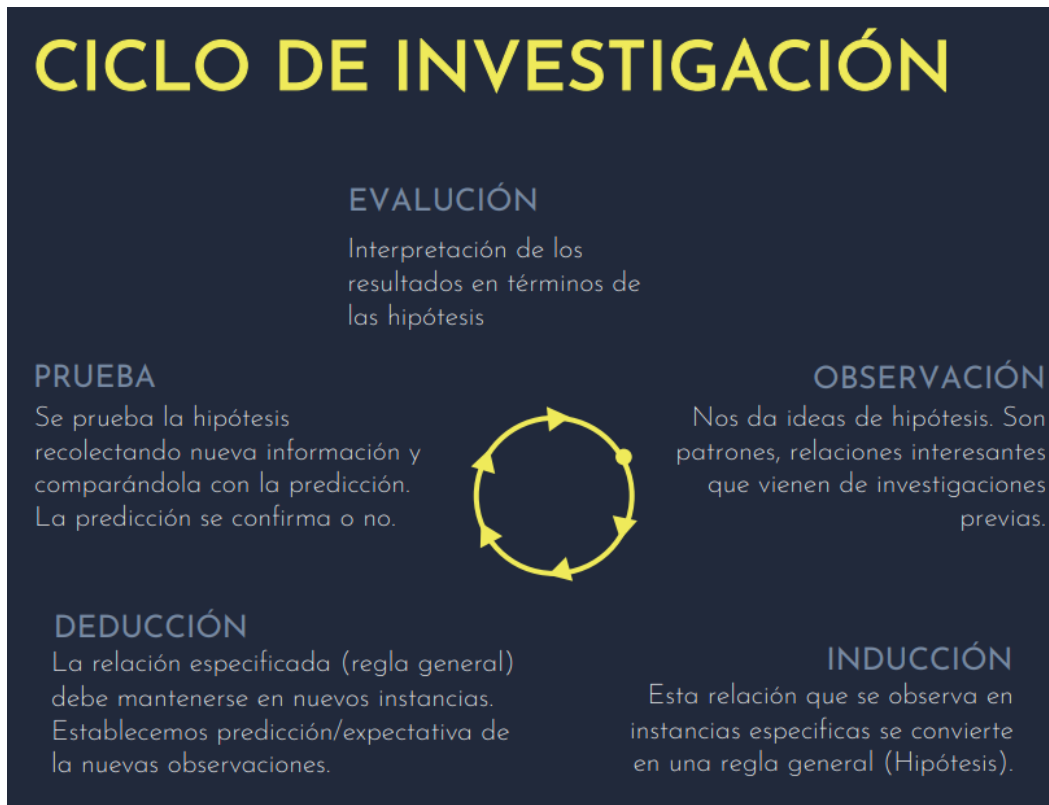 CICLO DE INVESTIGACIÓN
EVALUCIÓN
Interpretación de los
resultados en términos de
las hipótesis
PRUEBA
Se prueba la hipótesis
recolectando nueva información y
comparándola con la predicción.
La predicción se confirma o no.
OBSERVACIÓN
Nos da ideas de hipótesis. Son
patrones, relaciones interesantes
que vienen de investigaciones
previas.
DEDUCCIÓN
La relación especificada (regla general)
debe mantenerse en nuevos instancias.
Establecemos predicción/expectativa de
la nuevas observaciones.
INDUCCIÓN
Esta relación que se observa en
instancias especificas se convierte
en una regla general (Hipótesis).